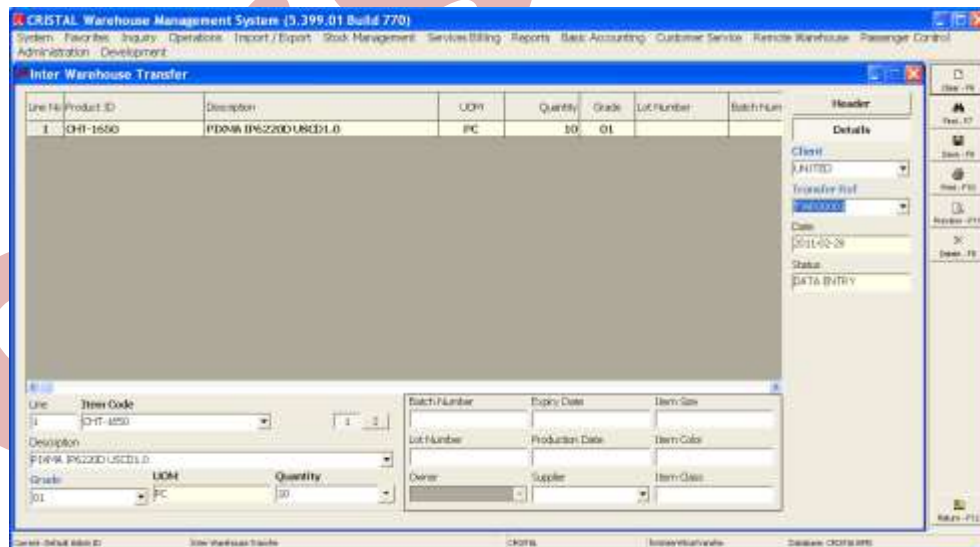 CRISTAL Warehouse Management System (5.399.01 Build 770)
System Favorites Inquiry Operations Import / Export Stock Management Services Billing Reports Basic Accounting Customer Service Remote Warehouse Passenger Control
Administration Development
Inter Warehouse Transfer
Line No Product ID Description UOM Quantity Grade Lot Number Batch Num
1 CHT-1650 PIXMA IP6220D USCD1.0 PC 10 01
Header
Details
Client
UNITED
Transfer Ref
Date
Status
DATA ENTRY
Line Item Code
1 CHT-1650 1 2
Description
PIXMA IP6220D USCD1.0
Grade UOM Quantity
01 PC 10
Batch Number Expiry Date Item Size
Lot Number Production Date Item Color
Owner Supplier Item Class
Clear - F6
Find - F7
Save - F8
Print - F10
Preview - F11
Delete - F9
Return - F12
Inter Warehouse Transfer CRISTAL